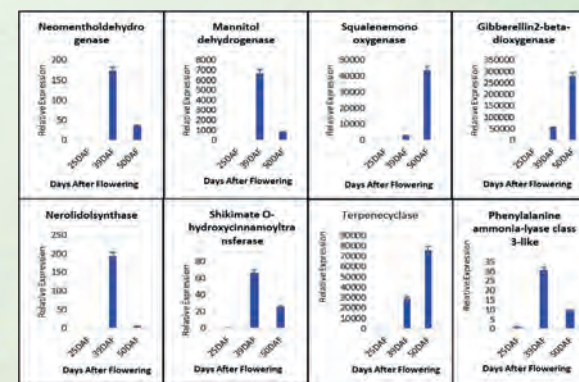 Neomentholdehydro
genase
Relative Expression
200
150
100
50
0
25DAF 39DAF 50DAF
Days After Flowering
Mannitol
dehydrogenase
Relative Expression
8000
7000
6000
5000
4000
3000
2000
1000
0
25DAF 39DAF 50DAF
Days After Flowering
Squalenemono
oxygenase
Relative Expression
50000
40000
30000
20000
10000
0
25DAF 39DAF 50DAF
Days After Flowering
Gibberellin2-beta-
dioxygenase
Relative Expression
350000
300000
250000
200000
150000
100000
50000
0
25DAF 39DAF 50DAF
Days After Flowering
Nerolidolsynthase
Relative Expression
250
200
150
100
50
0
25DAF 39DAF 50DAF
Days After Flowering
Shikimate O-
hydroxycinnamoyltra
nsferase
Relative Expression
80
60
40
20
0
25DAF 39DAF 50DAF
Days After Flowering
Terponocyclase
Relative Expression
90000
80000
70000
60000
50000
40000
30000
20000
10000
0
25DAF 39DAF 50DAF
Days After Flowering
Phenylalanine
ammonia-lyase class
3-like
Relative Expression
35
30
25
20
15
10
5
0
25DAF 39DAF 50DAF
Days After Flowering